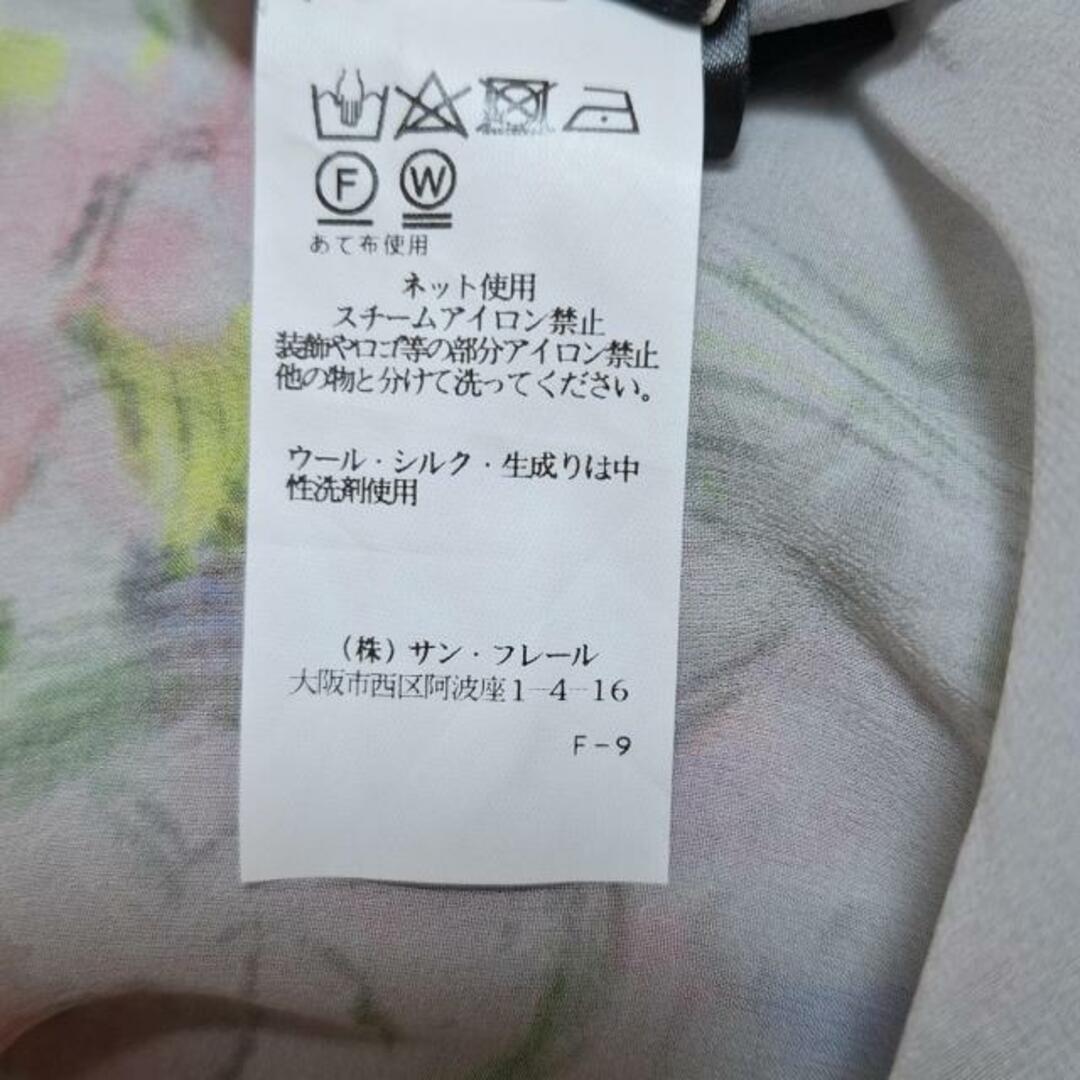 F W
あて布使用
ネット使用
スチームアイロン禁止
装飾やロゴ等の部分アイロン禁止
他の物と分けて洗ってください。
ウール・シルク・生成りは中
性洗剤使用
(株)サン・フレール
大阪市西区阿波座1-4-16
F-9